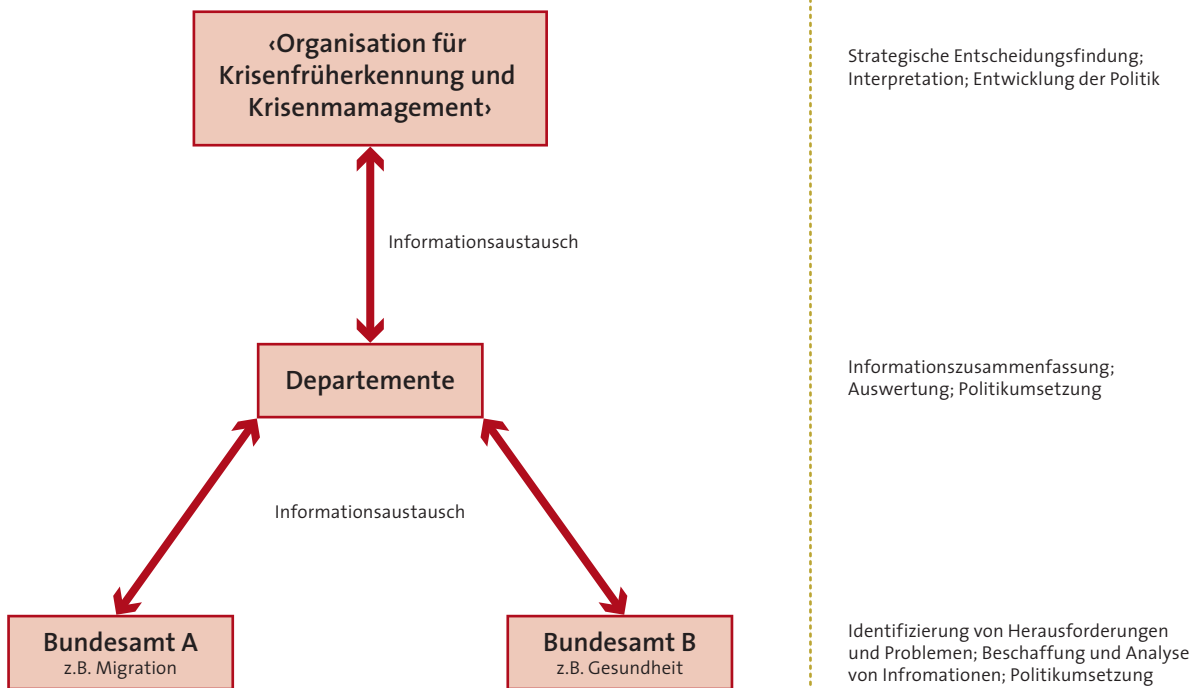 ‹Organisation für
Krisenfrüherkennung und
Krisenmamagement›
Strategische Entscheidungsfindung;
Interpretation; Entwicklung der Politik
Informationsaustausch
Departemente
Informationszusammenfassung;
Auswertung; Politikumsetzung
Informationsaustausch
Bundesamt A
z.B. Migration
Bundesamt B
z.B. Gesundheit
Identifizierung von Herausforderungen
und Problemen; Beschaffung und Analyse
von Infromationen; Politikumsetzung